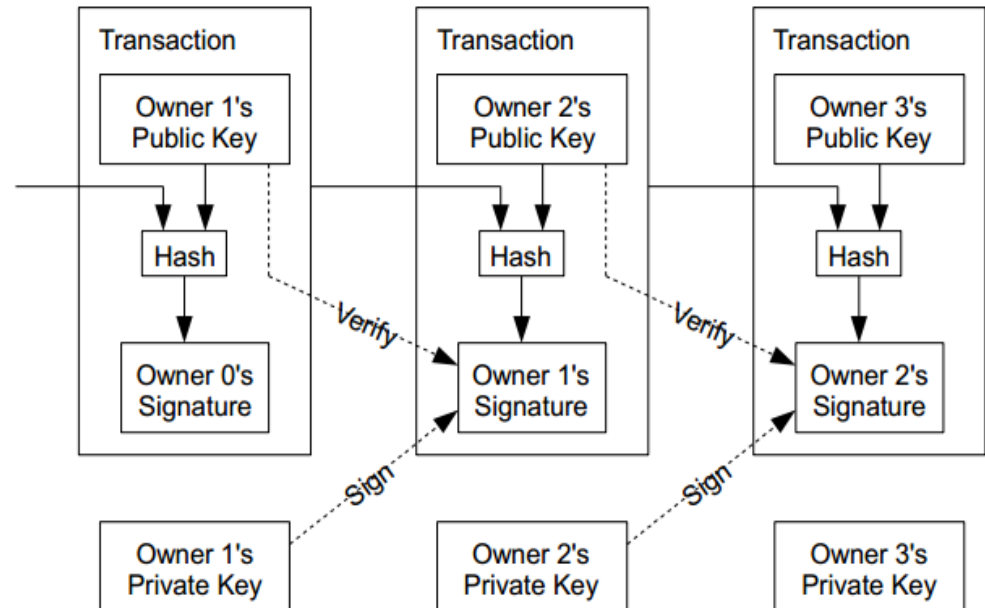 Transaction
Transaction
Transaction
Owner 1's
Public Key
Owner 2's
Public Key
Owner 3's
Public Key
Hash
Hash
Hash
Verify
Verify
Owner 0's
Signature
Owner 1's
Signature
Owner 2's
Signature
Sign
Sign
Owner 1's
Private Key
Owner 2's
Private Key
Owner 3's
Private Key